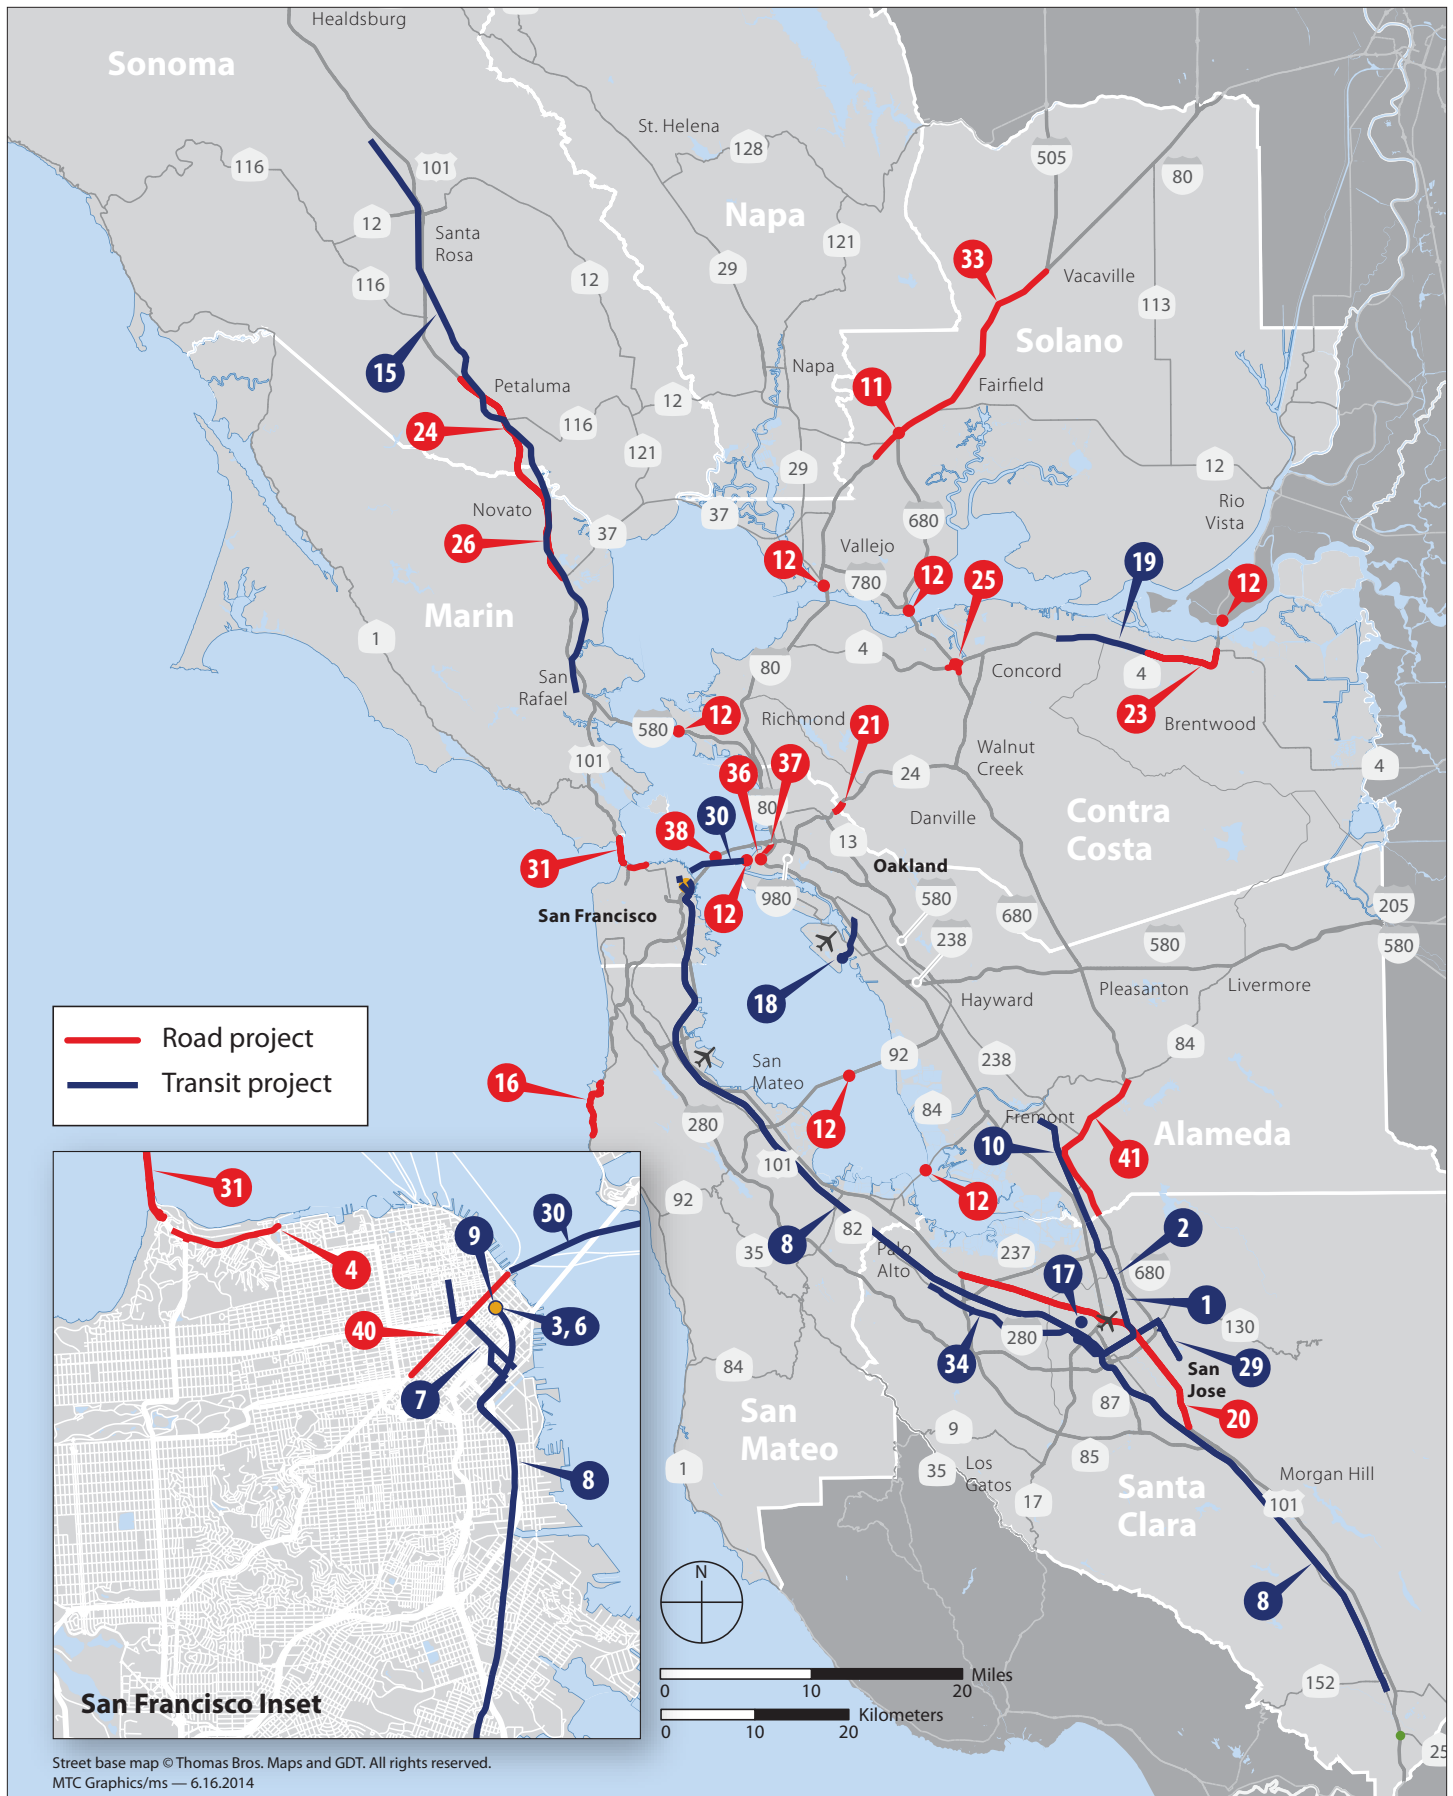 Healdsburg
Sonoma
St. Helena
128
505
80
116
101
Napa
12
Santa
Rosa
121
33
116
12
29
Vacaville
113
Solano
15
Napa
11
Fairfield
Petaluma
12
24
116
121
29
12
Novato
37
Rio
Vista
26
37
680
Vallejo
12
780
12
25
19
12
Marin
1
4
80
Concord
4
San
Rafael
23
Brentwood
580
12
Richmond
21
Walnut
Creek
101
36
37
24
4
80
30
38
Contra
Costa
Danville
13
31
Oakland
980
580
12
San Francisco
680
205
238
580
580
18
Hayward
Pleasanton
Livermore
Road project
Transit project
San
Mateo
92
238
84
16
84
280
12
Fremont
10
41
Alameda
101
12
92
82
8
35
Palo
Alto
237
2
17
680
1
130
280
34
29
84
San
Jose
87
20
San
Mateo
9
1
35
Los
Gatos
85
Morgan Hill
17
Santa
Clara
101
8
152
25
31
30
9
4
3, 6
40
7
8
San Francisco Inset
N
Miles
0 10 20
Kilometers
0 10 20
Street base map © Thomas Bros. Maps and GDT. All rights reserved.
MTC Graphics/ms — 6.16.2014